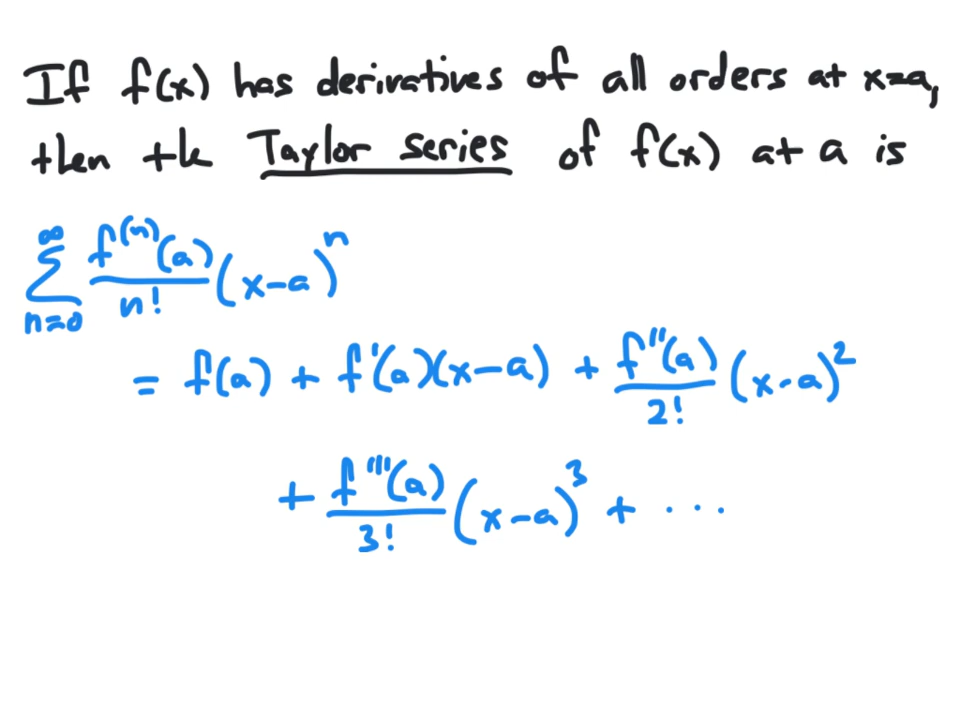 If f(x) has derivatives of all orders at x=a,
then the Taylor series of f(x) at a is
∑_{n=0}^{∞} f^{(n)}(a)/n! (x-a)^n
= f(a) + f'(a)(x-a) + f''(a)/2! (x-a)^2
+ f'''(a)/3! (x-a)^3 + ...